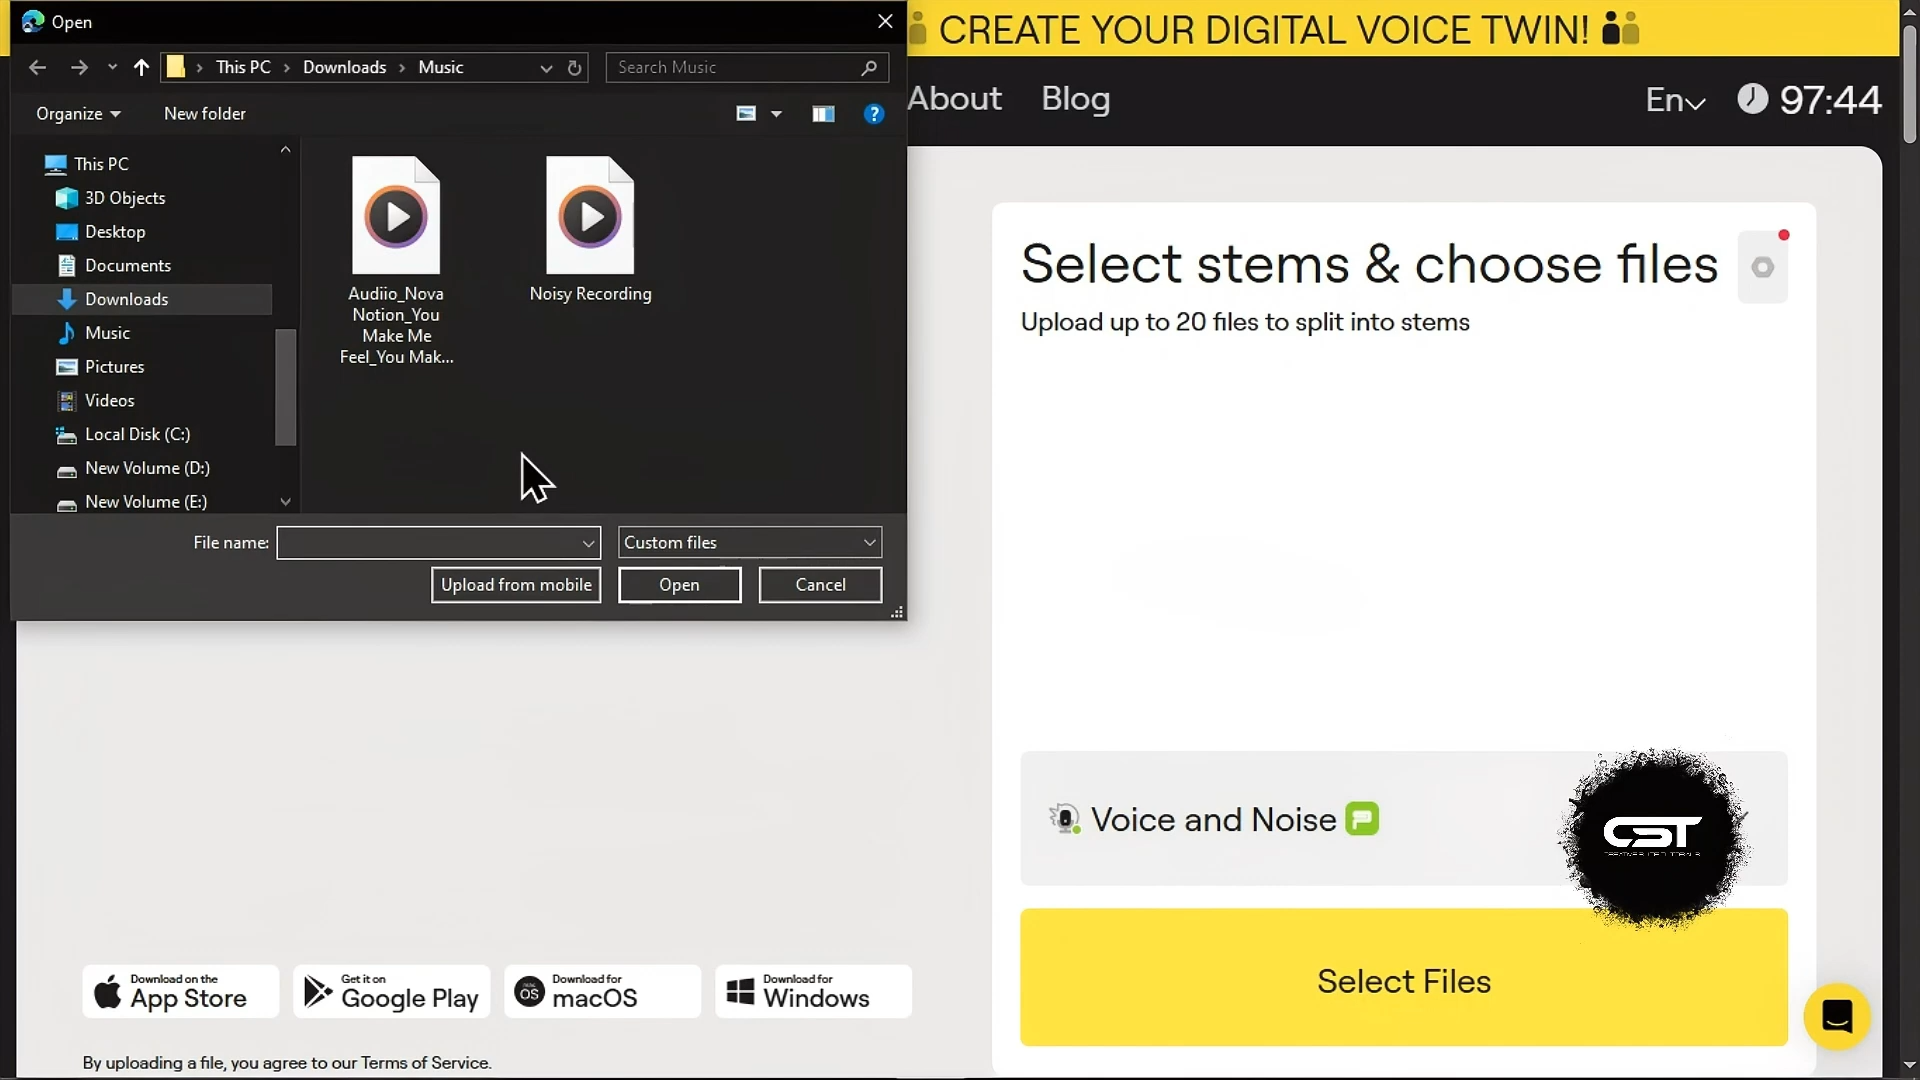 Open
CREATE YOUR DIGITAL VOICE TWIN!
This PC > Downloads > Music
Search Music
About
Blog
En
97:44
Organize
New folder
This PC
3D Objects
Desktop
Documents
Downloads
Music
Pictures
Videos
Local Disk (C:)
New Volume (D:)
New Volume (E:)
Audiio_Nova
Notion_You
Make Me
Feel_You Mak...
Noisy Recording
File name:
Custom files
Upload from mobile
Open
Cancel
Select stems & choose files
Upload up to 20 files to split into stems
Voice and Noise
CST
Select Files
Download on the
App Store
Get it on
Google Play
Download for
macOS
Download for
Windows
By uploading a file, you agree to our Terms of Service.